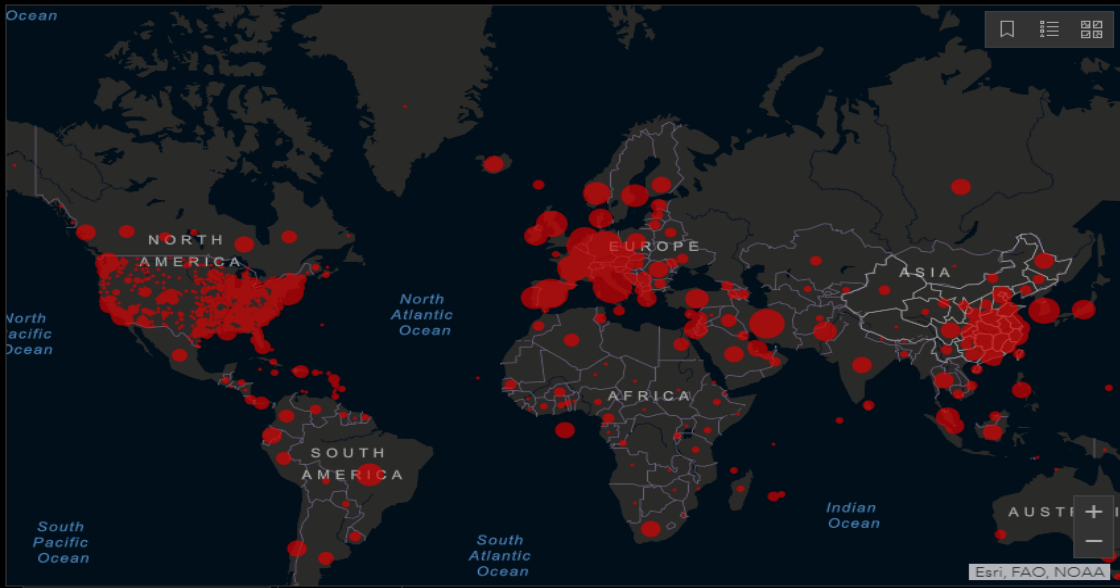 Ocean
NORTH
AMERICA
EUROPE
ASIA
North
Atlantic
Ocean
North
acific
Ocean
AFRICA
SOUTH
AMERICA
Indian
Ocean
AUSTR
I
South
Pacific
Ocean
South
Atlantic
Ocean
+
−
Esri, FAO, NOAA